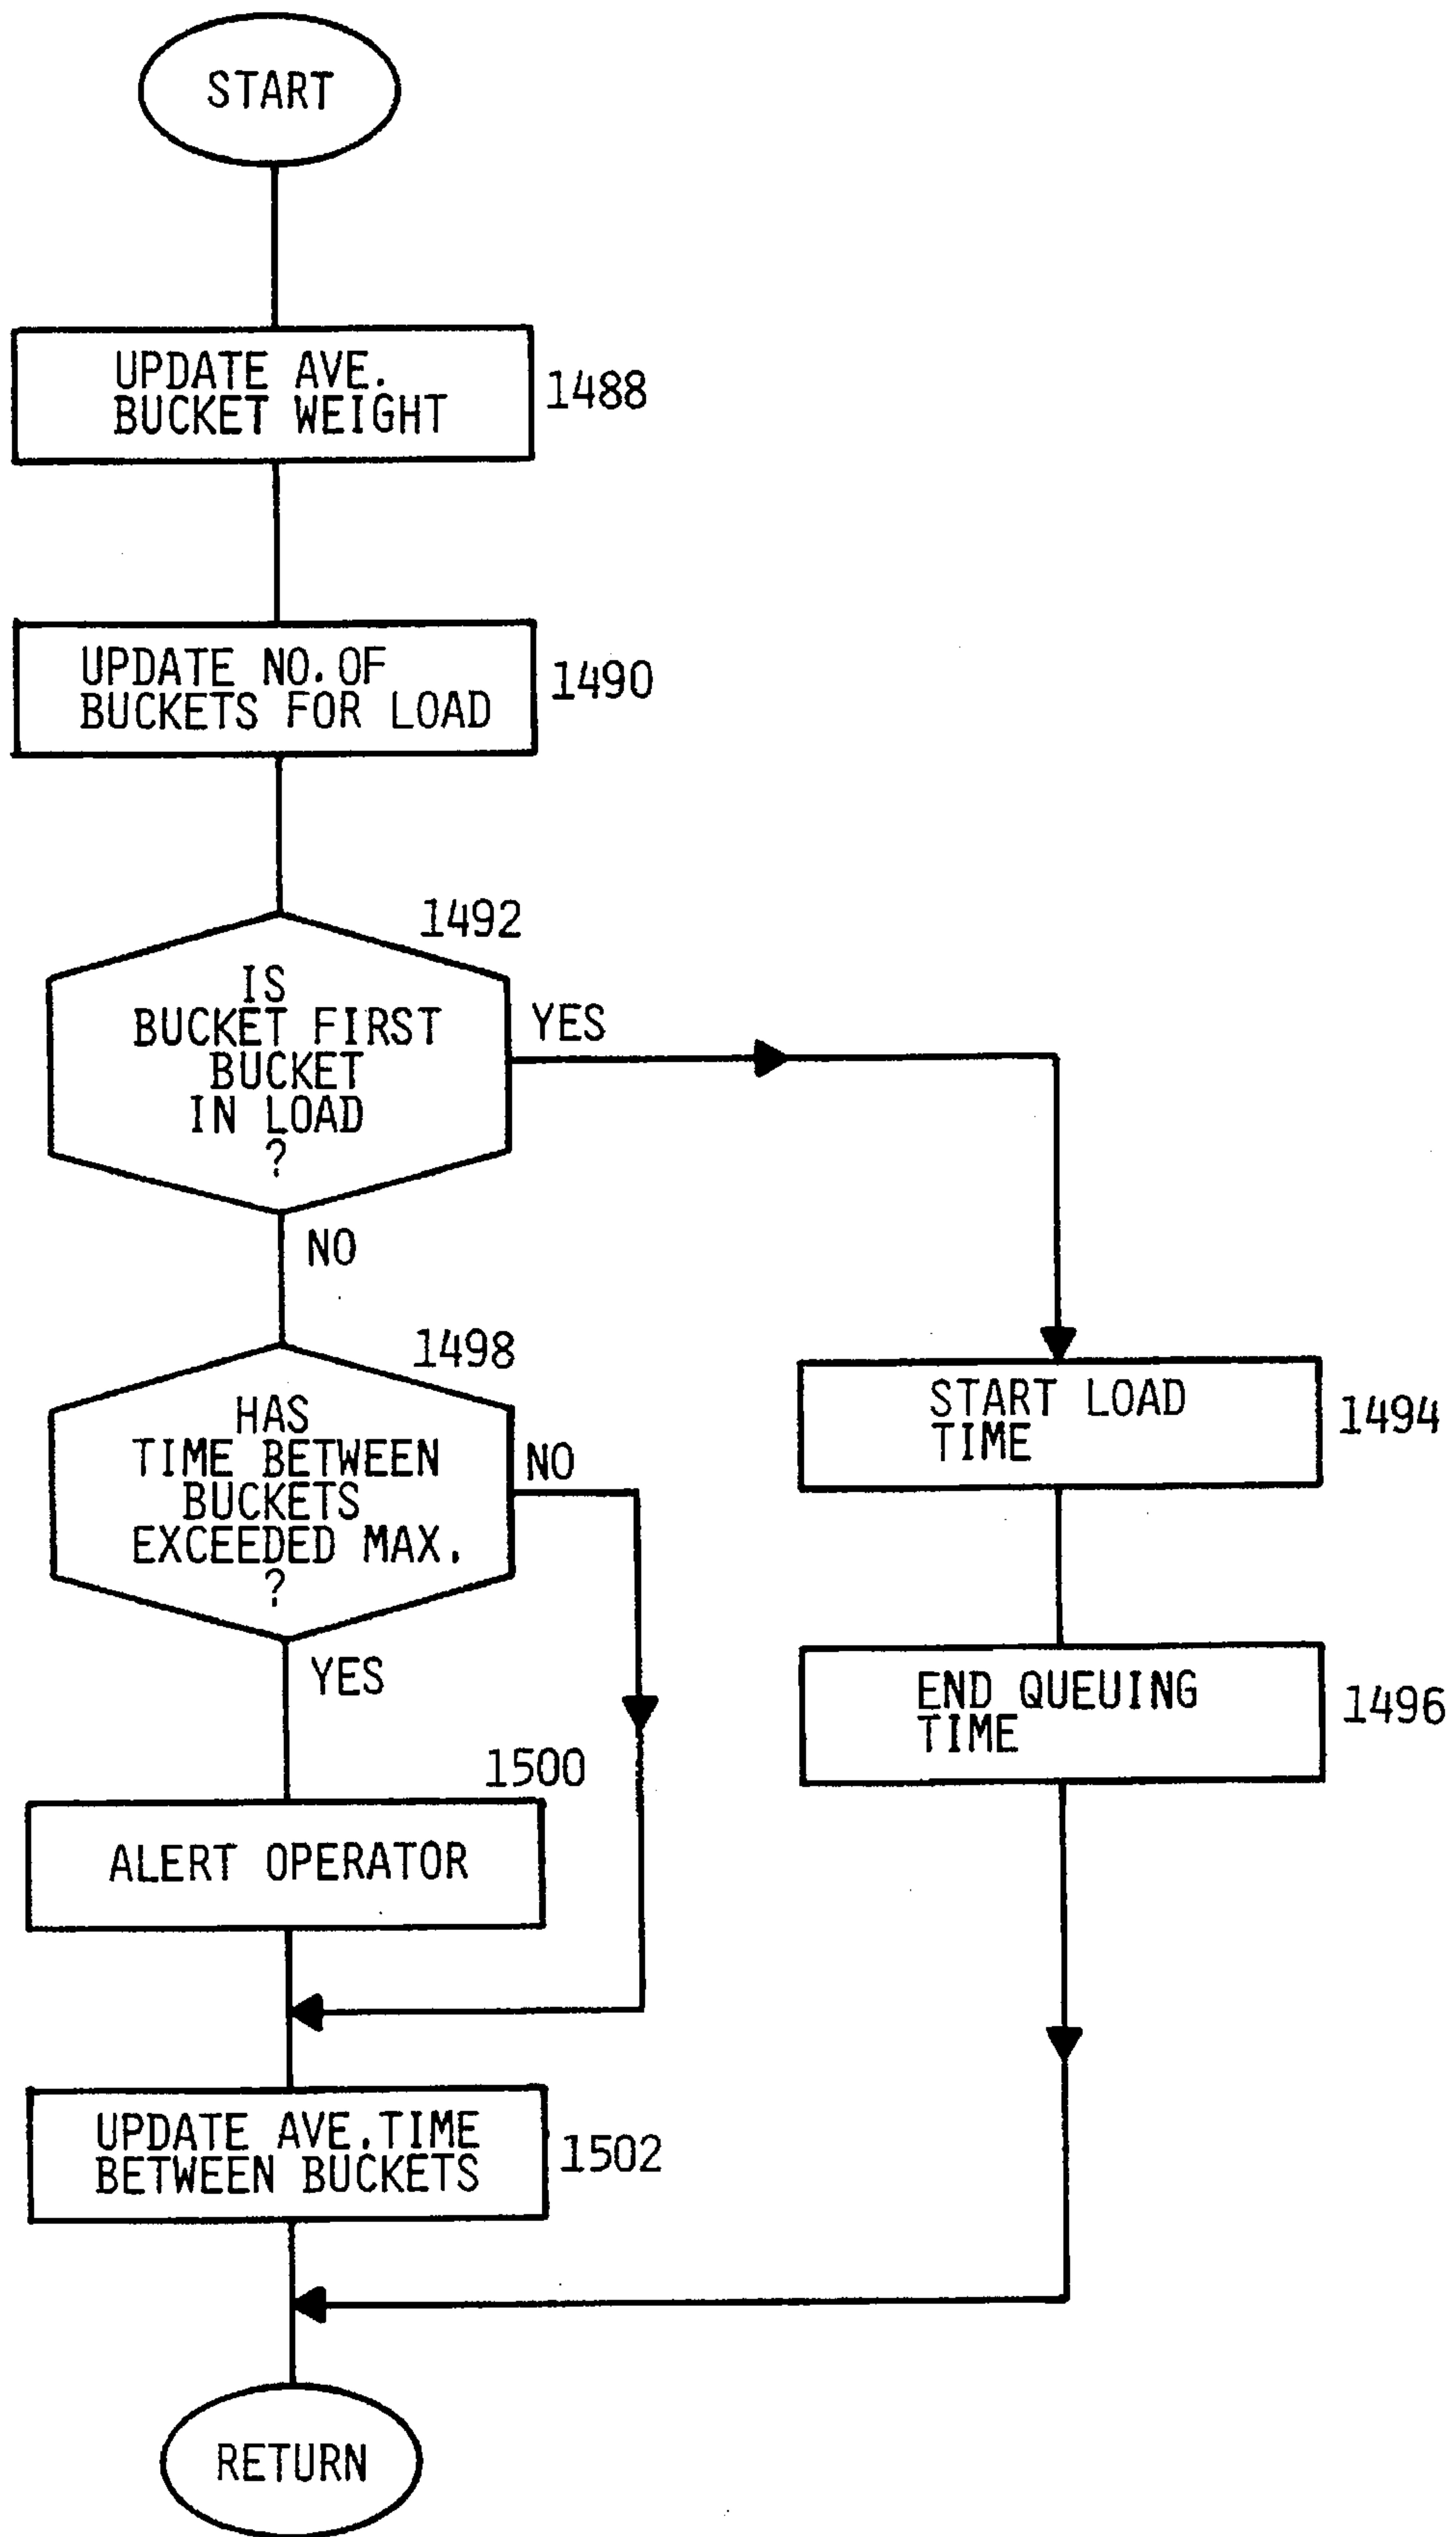 START
UPDATE AVE.
BUCKET WEIGHT
1488
UPDATE NO. OF
BUCKETS FOR LOAD
1490
1492
IS
BUCKET FIRST
BUCKET
IN LOAD
?
YES
NO
1498
HAS
TIME BETWEEN
BUCKETS
EXCEEDED MAX.
?
NO
YES
START LOAD
TIME
1494
END QUEUING
TIME
1496
1500
ALERT OPERATOR
UPDATE AVE. TIME
BETWEEN BUCKETS
1502
RETURN